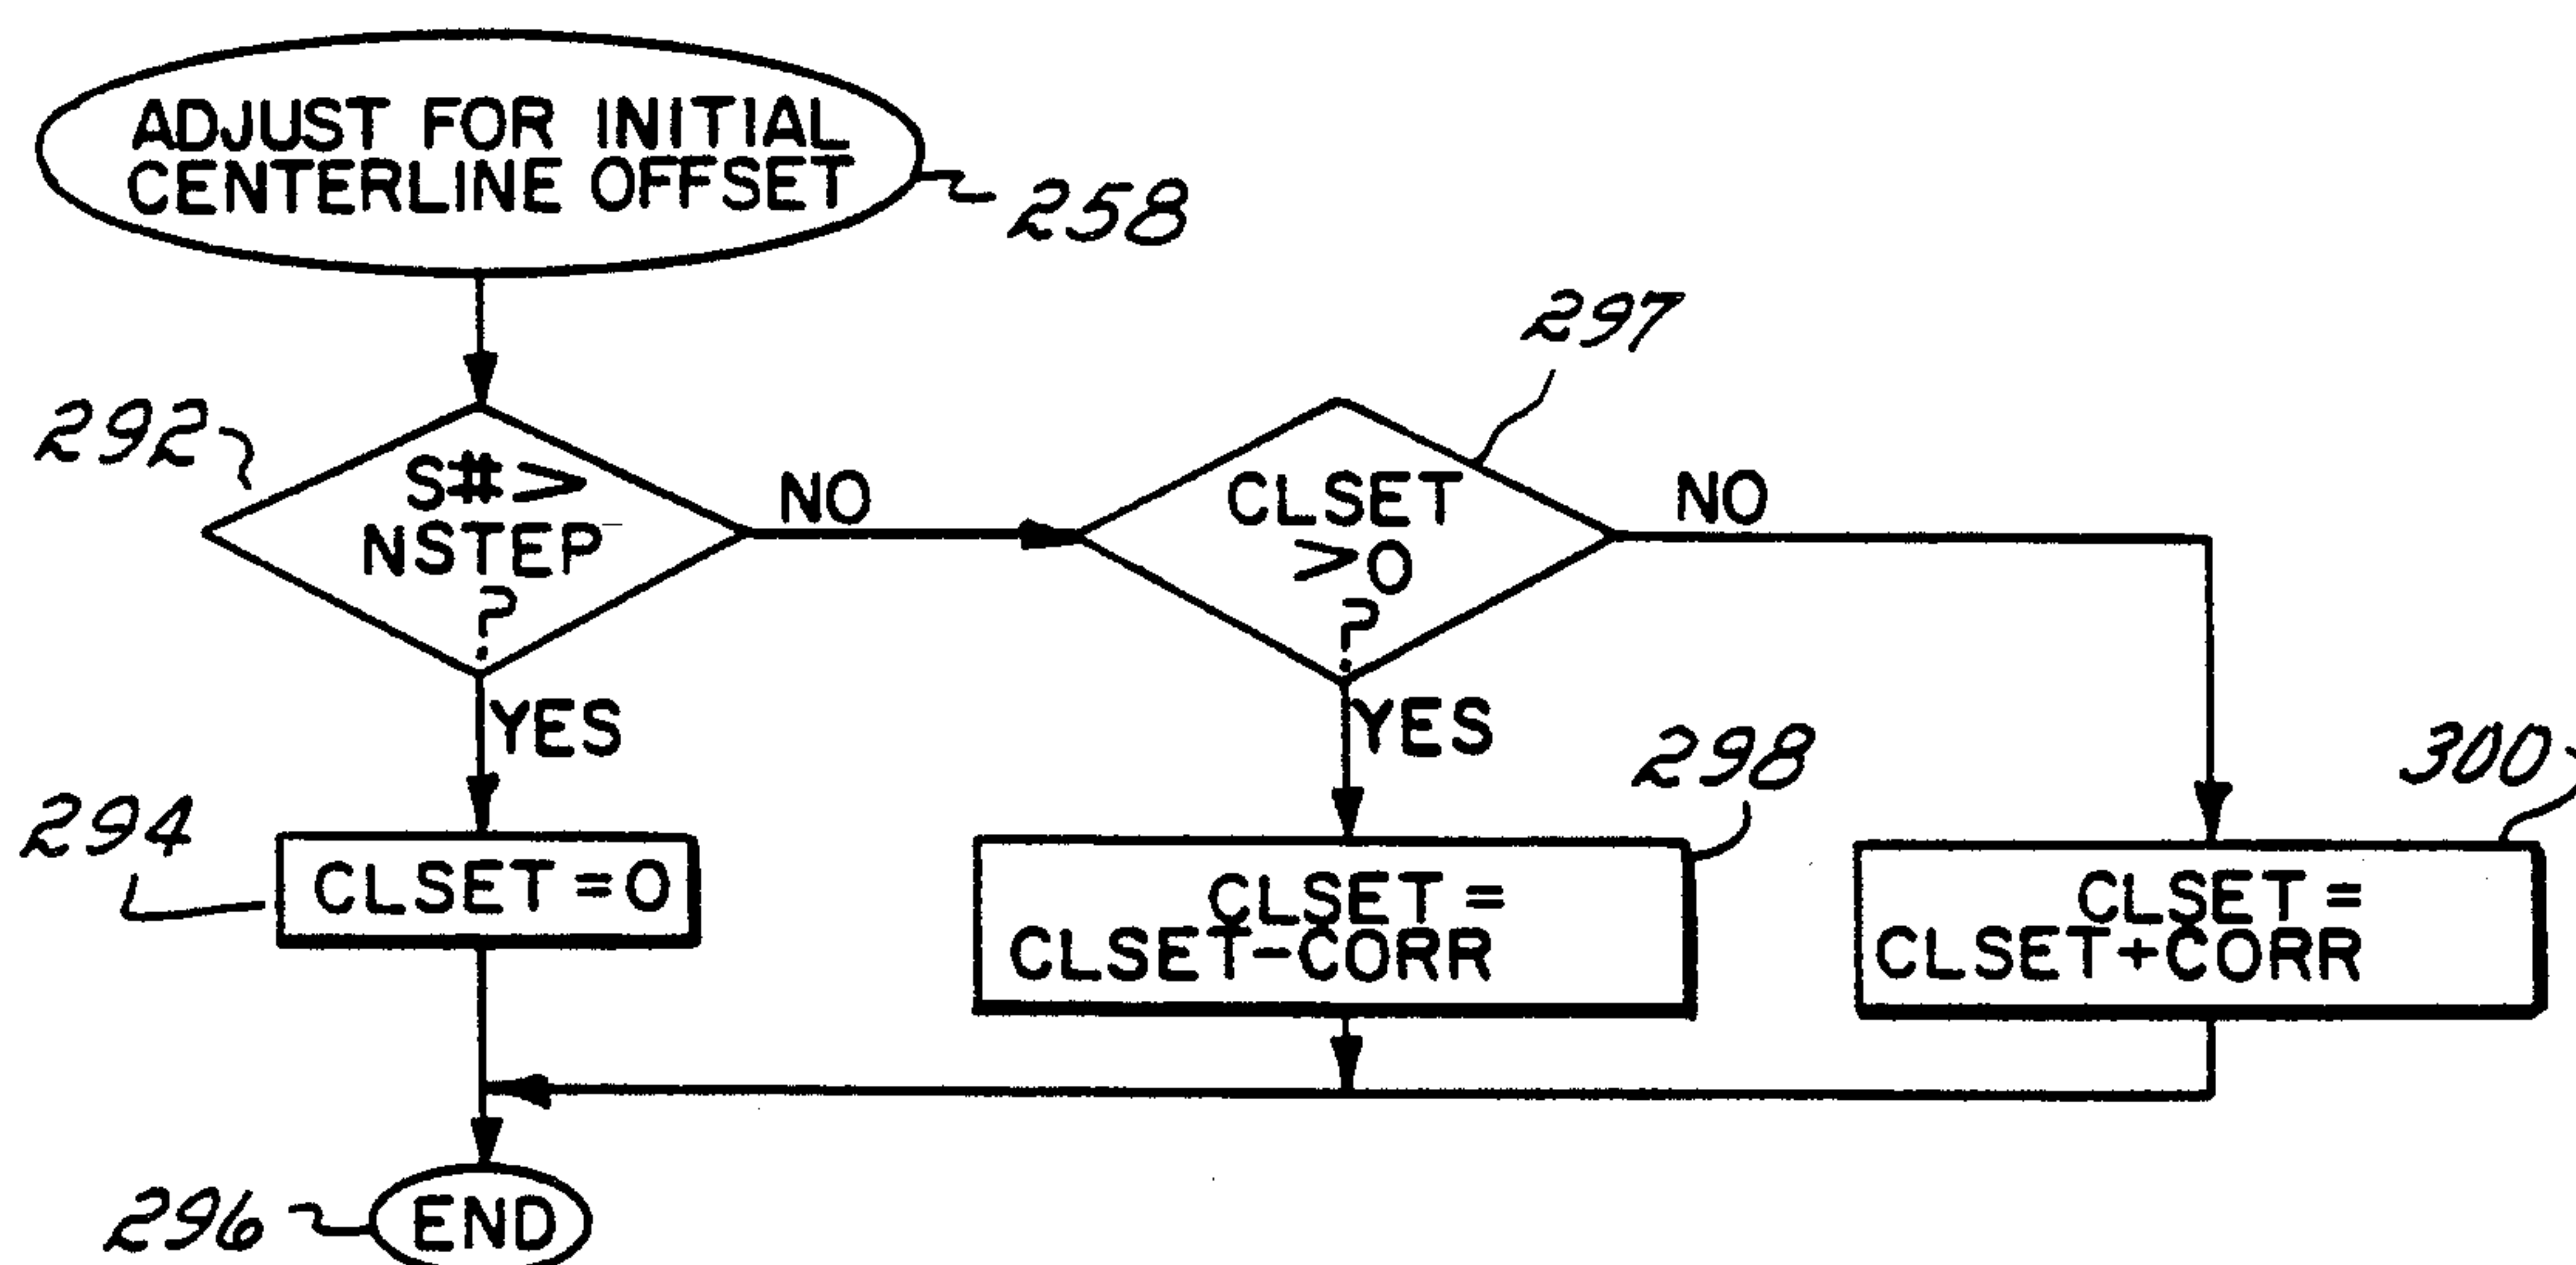 ADJUST FOR INITIAL
CENTERLINE OFFSET
258
292
S#>
NSTEP
?
NO
297
CLSET
>0
?
NO
YES
YES
294
CLSET=0
298
CLSET=
CLSET-CORR
300
CLSET=
CLSET+CORR
296
END